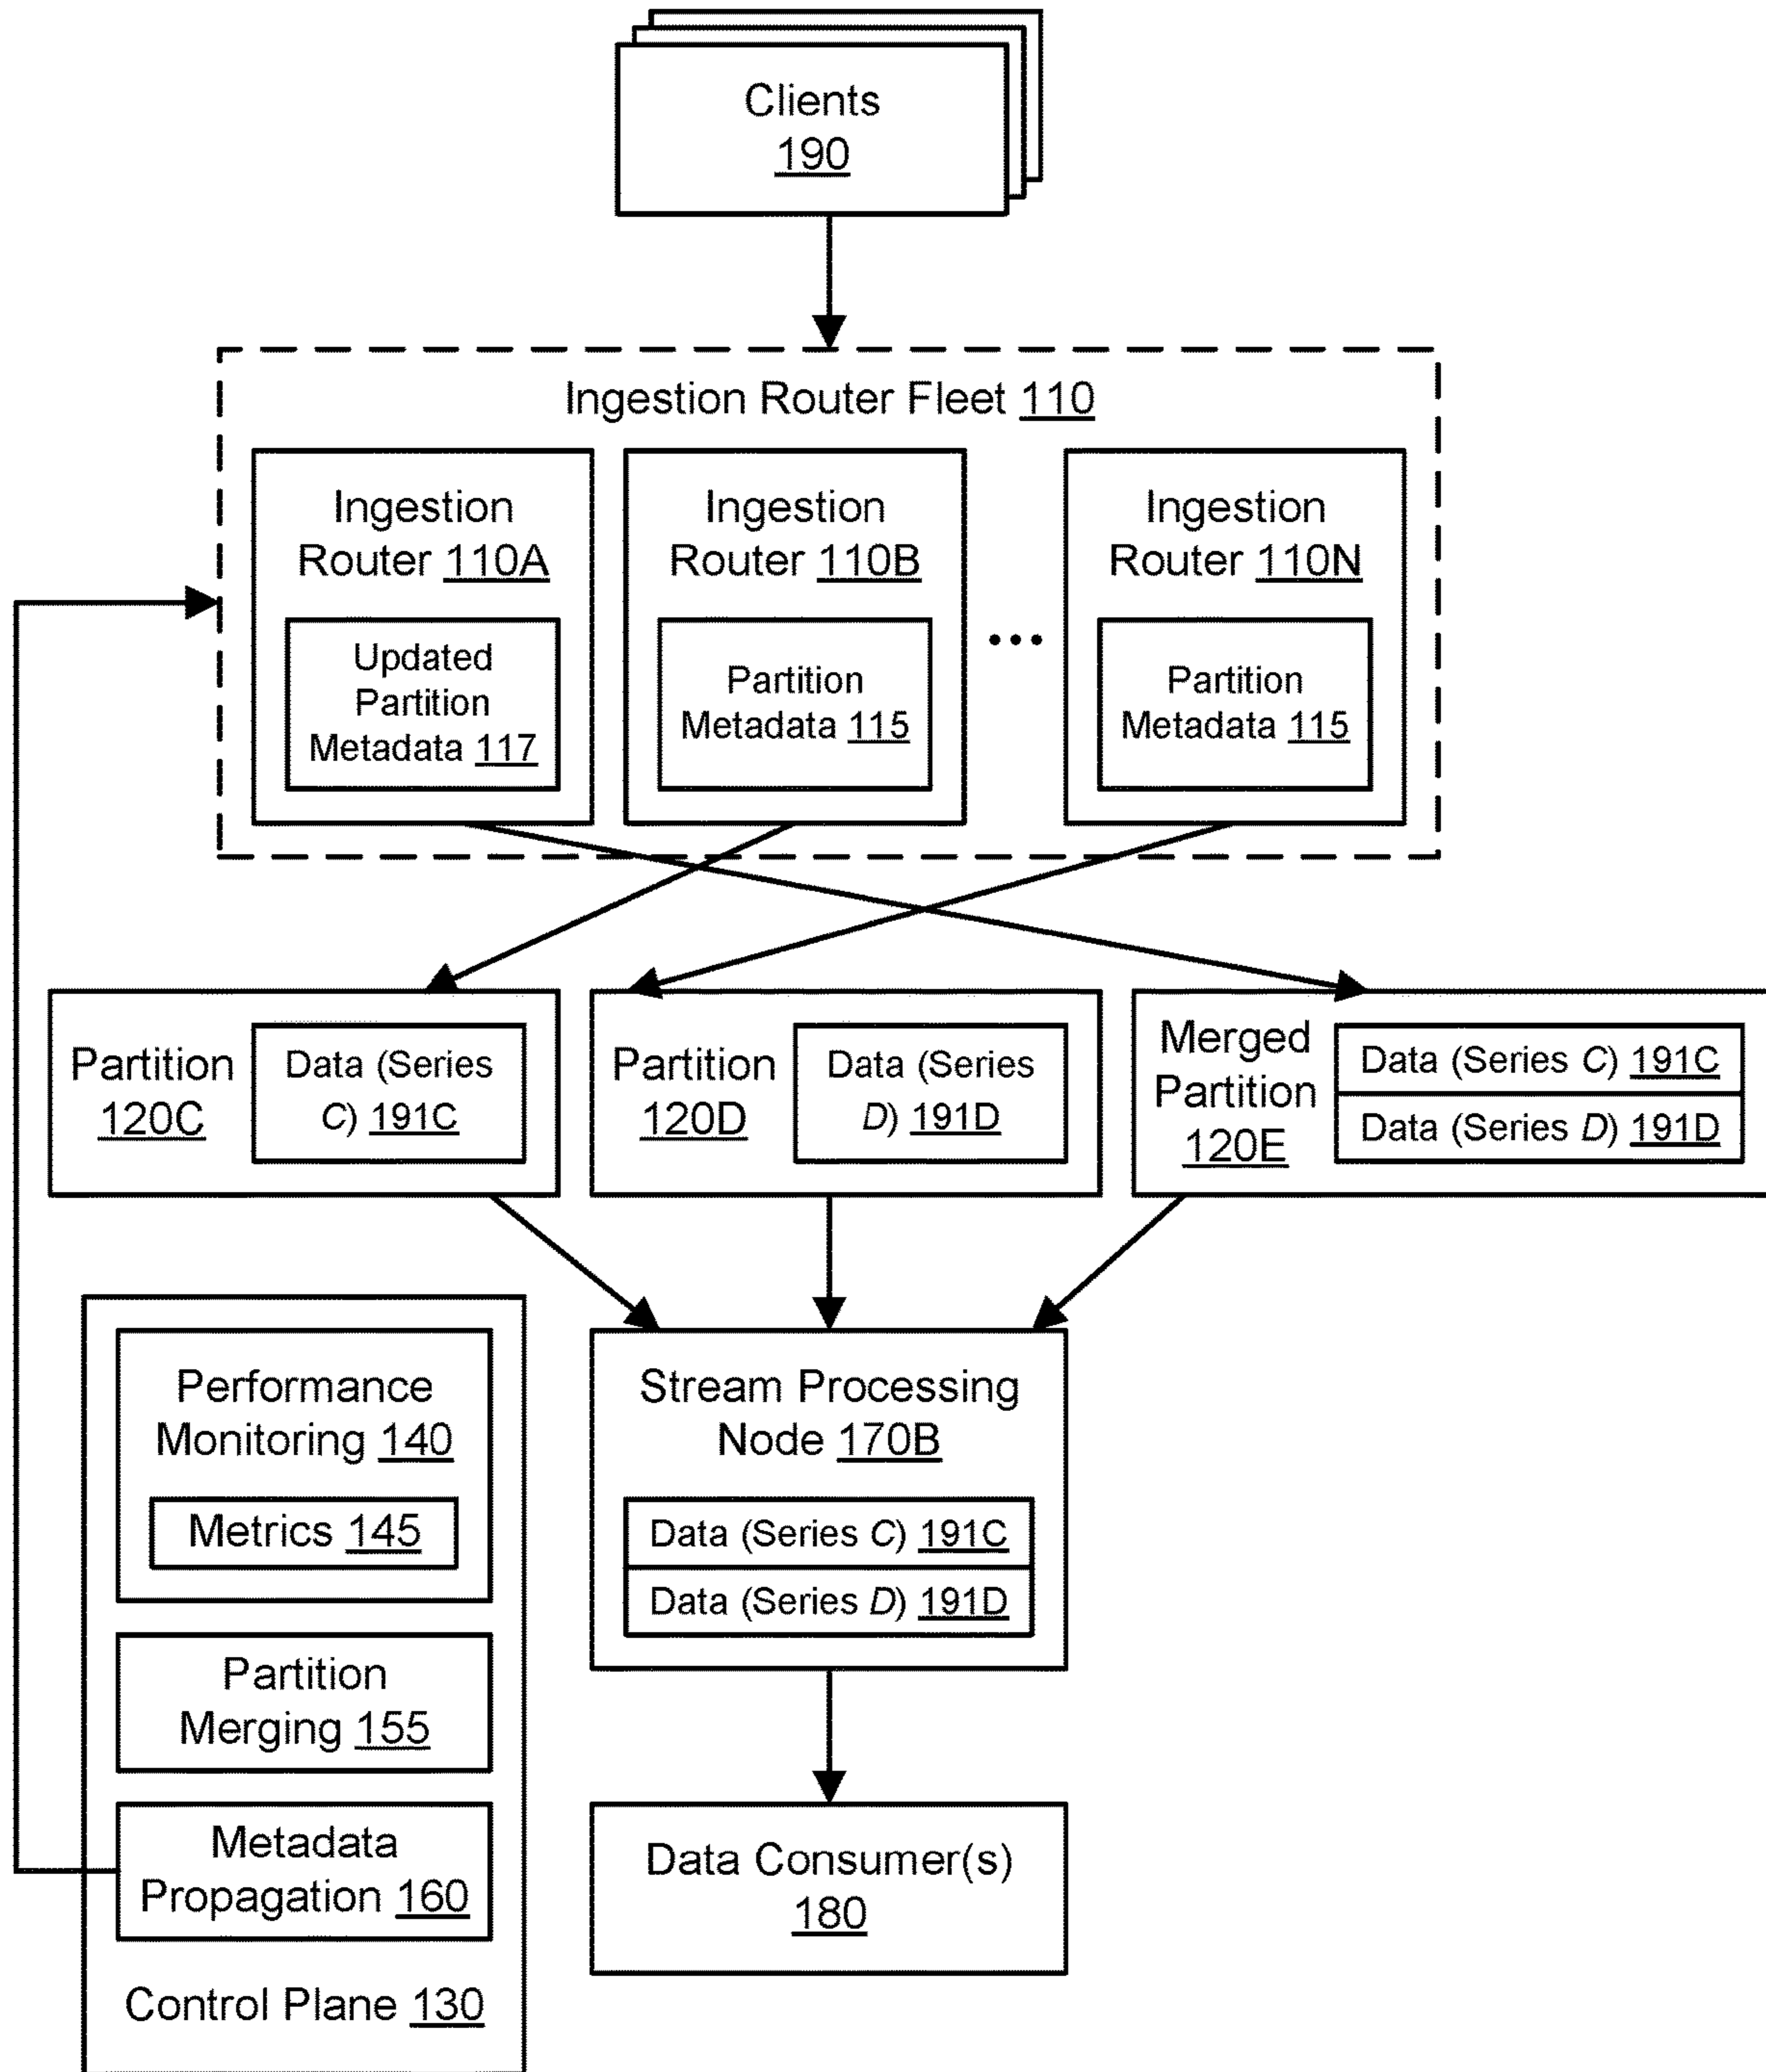 Clients
190
Ingestion Router Fleet 110
Ingestion
Router 110A
Updated
Partition
Metadata 117
Ingestion
Router 110B
Partition
Metadata 115
...
Ingestion
Router 110N
Partition
Metadata 115
Partition
120C
Data (Series
C) 191C
Partition
120D
Data (Series
D) 191D
Merged
Partition
120E
Data (Series C) 191C
Data (Series D) 191D
Performance
Monitoring 140
Metrics 145
Partition
Merging 155
Metadata
Propagation 160
Control Plane 130
Stream Processing
Node 170B
Data (Series C) 191C
Data (Series D) 191D
Data Consumer(s)
180